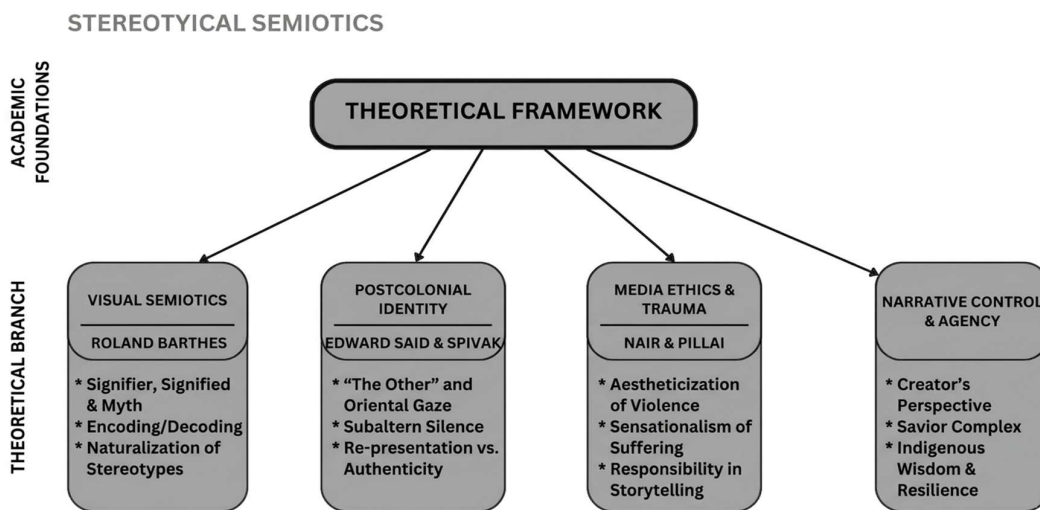 STEREOTYICAL SEMIOTICS
ACADEMIC
FOUNDATIONS
THEORETICAL FRAMEWORK
THEORETICAL BRANCH
VISUAL SEMIOTICS
ROLAND BARTHES
* Signifier, Signified
& Myth
* Encoding/Decoding
* Naturalization of
Stereotypes
POSTCOLONIAL
IDENTITY
EDWARD SAID & SPIVAK
* “The Other” and
Oriental Gaze
* Subaltern Silence
* Re-presentation vs.
Authenticity
MEDIA ETHICS &
TRAUMA
NAIR & PILLAI
* Aestheticization
of Violence
* Sensationalism of
Suffering
* Responsibility in
Storytelling
NARRATIVE CONTROL
& AGENCY
* Creator’s
Perspective
* Savior Complex
* Indigenous
Wisdom &
Resilience